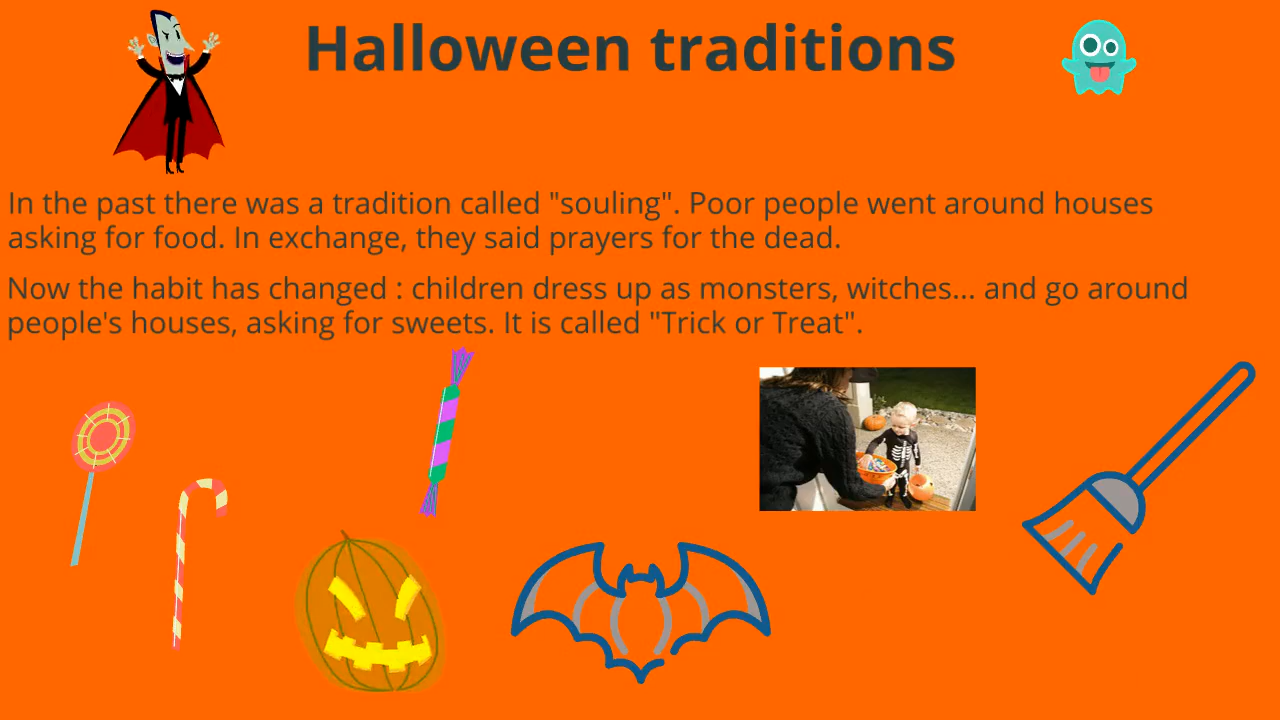 Halloween traditions
In the past there was a tradition called "souling". Poor people went around houses
asking for food. In exchange, they said prayers for the dead.
Now the habit has changed : children dress up as monsters, witches... and go around
people's houses, asking for sweets. It is called "Trick or Treat".